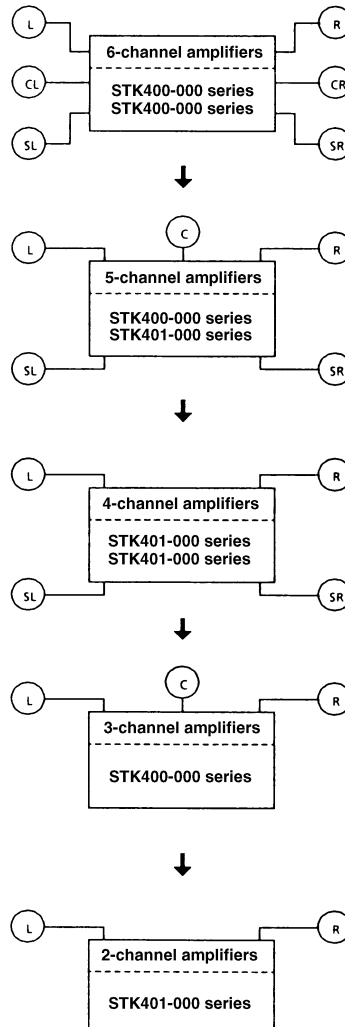 L
R
6-channel amplifiers
CL
CR
STK400-000 series
STK400-000 series
SL
SR
C
L
R
5-channel amplifiers
STK400-000 series
STK401-000 series
SL
SR
L
R
4-channel amplifiers
STK401-000 series
STK401-000 series
SL
SR
C
L
R
3-channel amplifiers
STK400-000 series
L
R
2-channel amplifiers
STK401-000 series